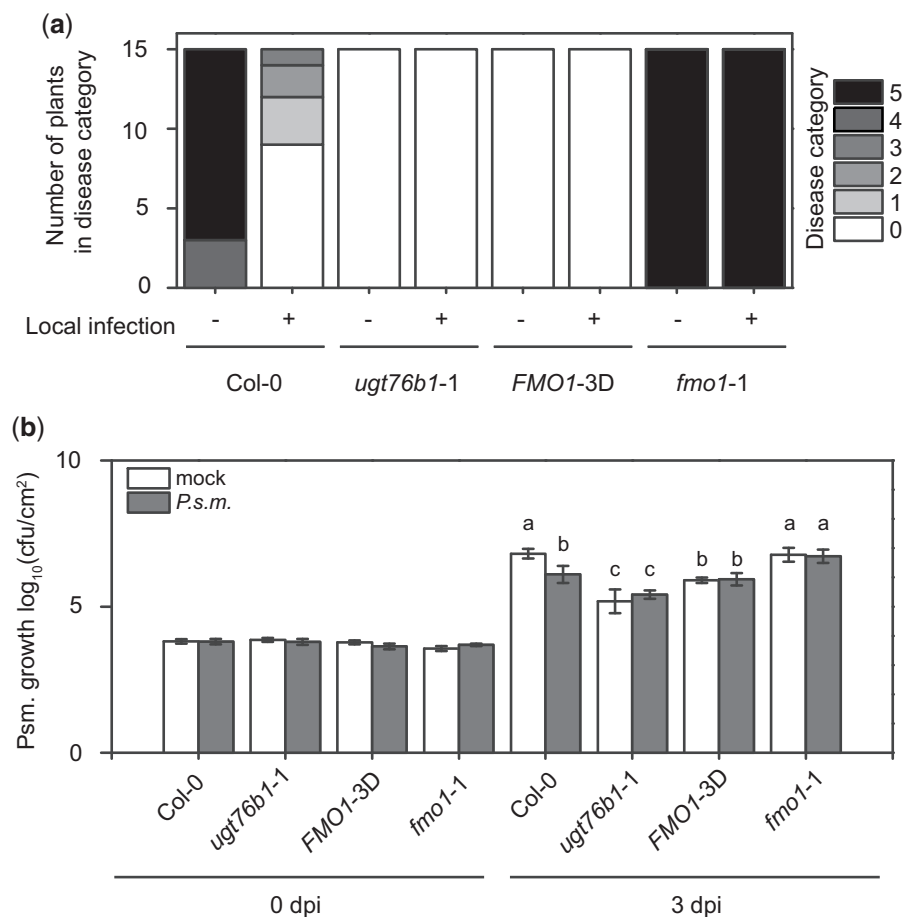 (a)
Number of plants
in disease category
15
10
5
0
Disease category
5
4
3
2
1
0
Local infection - + - + - + - +
Col-0 ugt76b1-1 FMO1-3D fmo1-1
(b)
Psm. growth log10(cfu/cm²)
10
5
0
mock
P.s.m.
a b c c b b a a
Col-0 ugt76b1-1 FMO1-3D fmo1-1 Col-0 ugt76b1-1 FMO1-3D fmo1-1
0 dpi 3 dpi